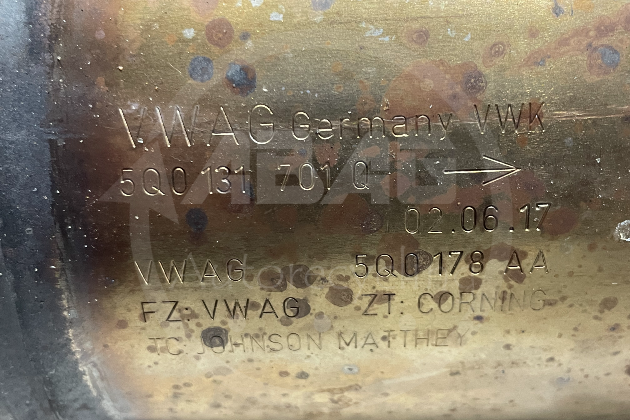 VWAG Germany VWK
5Q0 131 701 Q →
02.06.17
VWAG 5Q0 178 AA
FZ: VWAG ZT: CORNING
TC JOHNSON MATTHEY